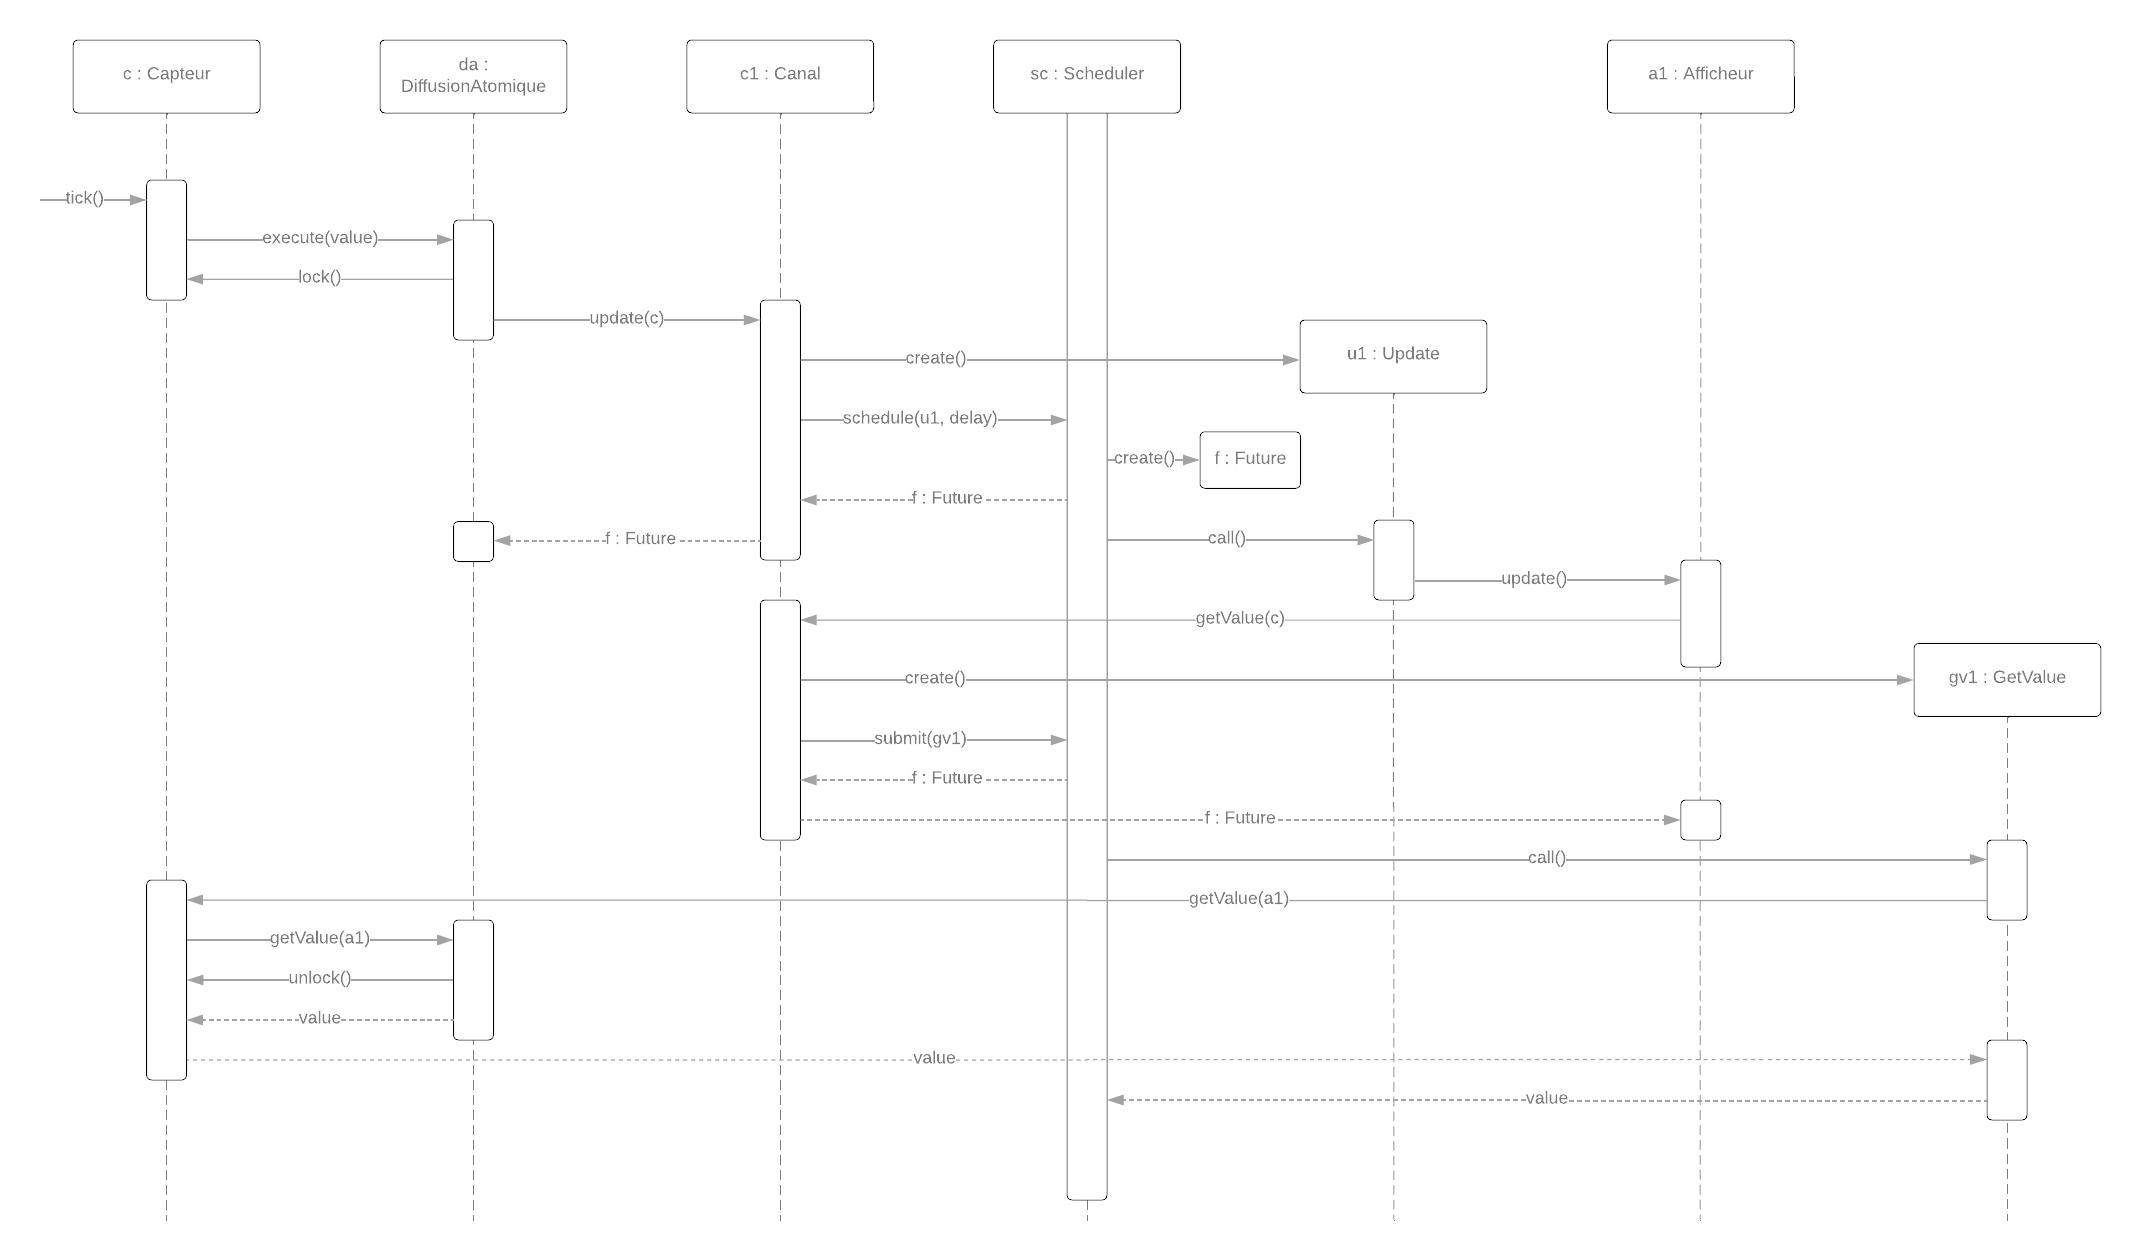 c : Capteur
da :
DiffusionAtomique
c1 : Canal
sc : Scheduler
a1 : Afficheur
tick()
execute(value)
lock()
update(c)
create()
u1 : Update
schedule(u1, delay)
create()
f : Future
f : Future
f : Future
call()
update()
getValue(c)
create()
gv1 : GetValue
submit(gv1)
f : Future
f : Future
call()
getValue(a1)
getValue(a1)
unlock()
value
value
value